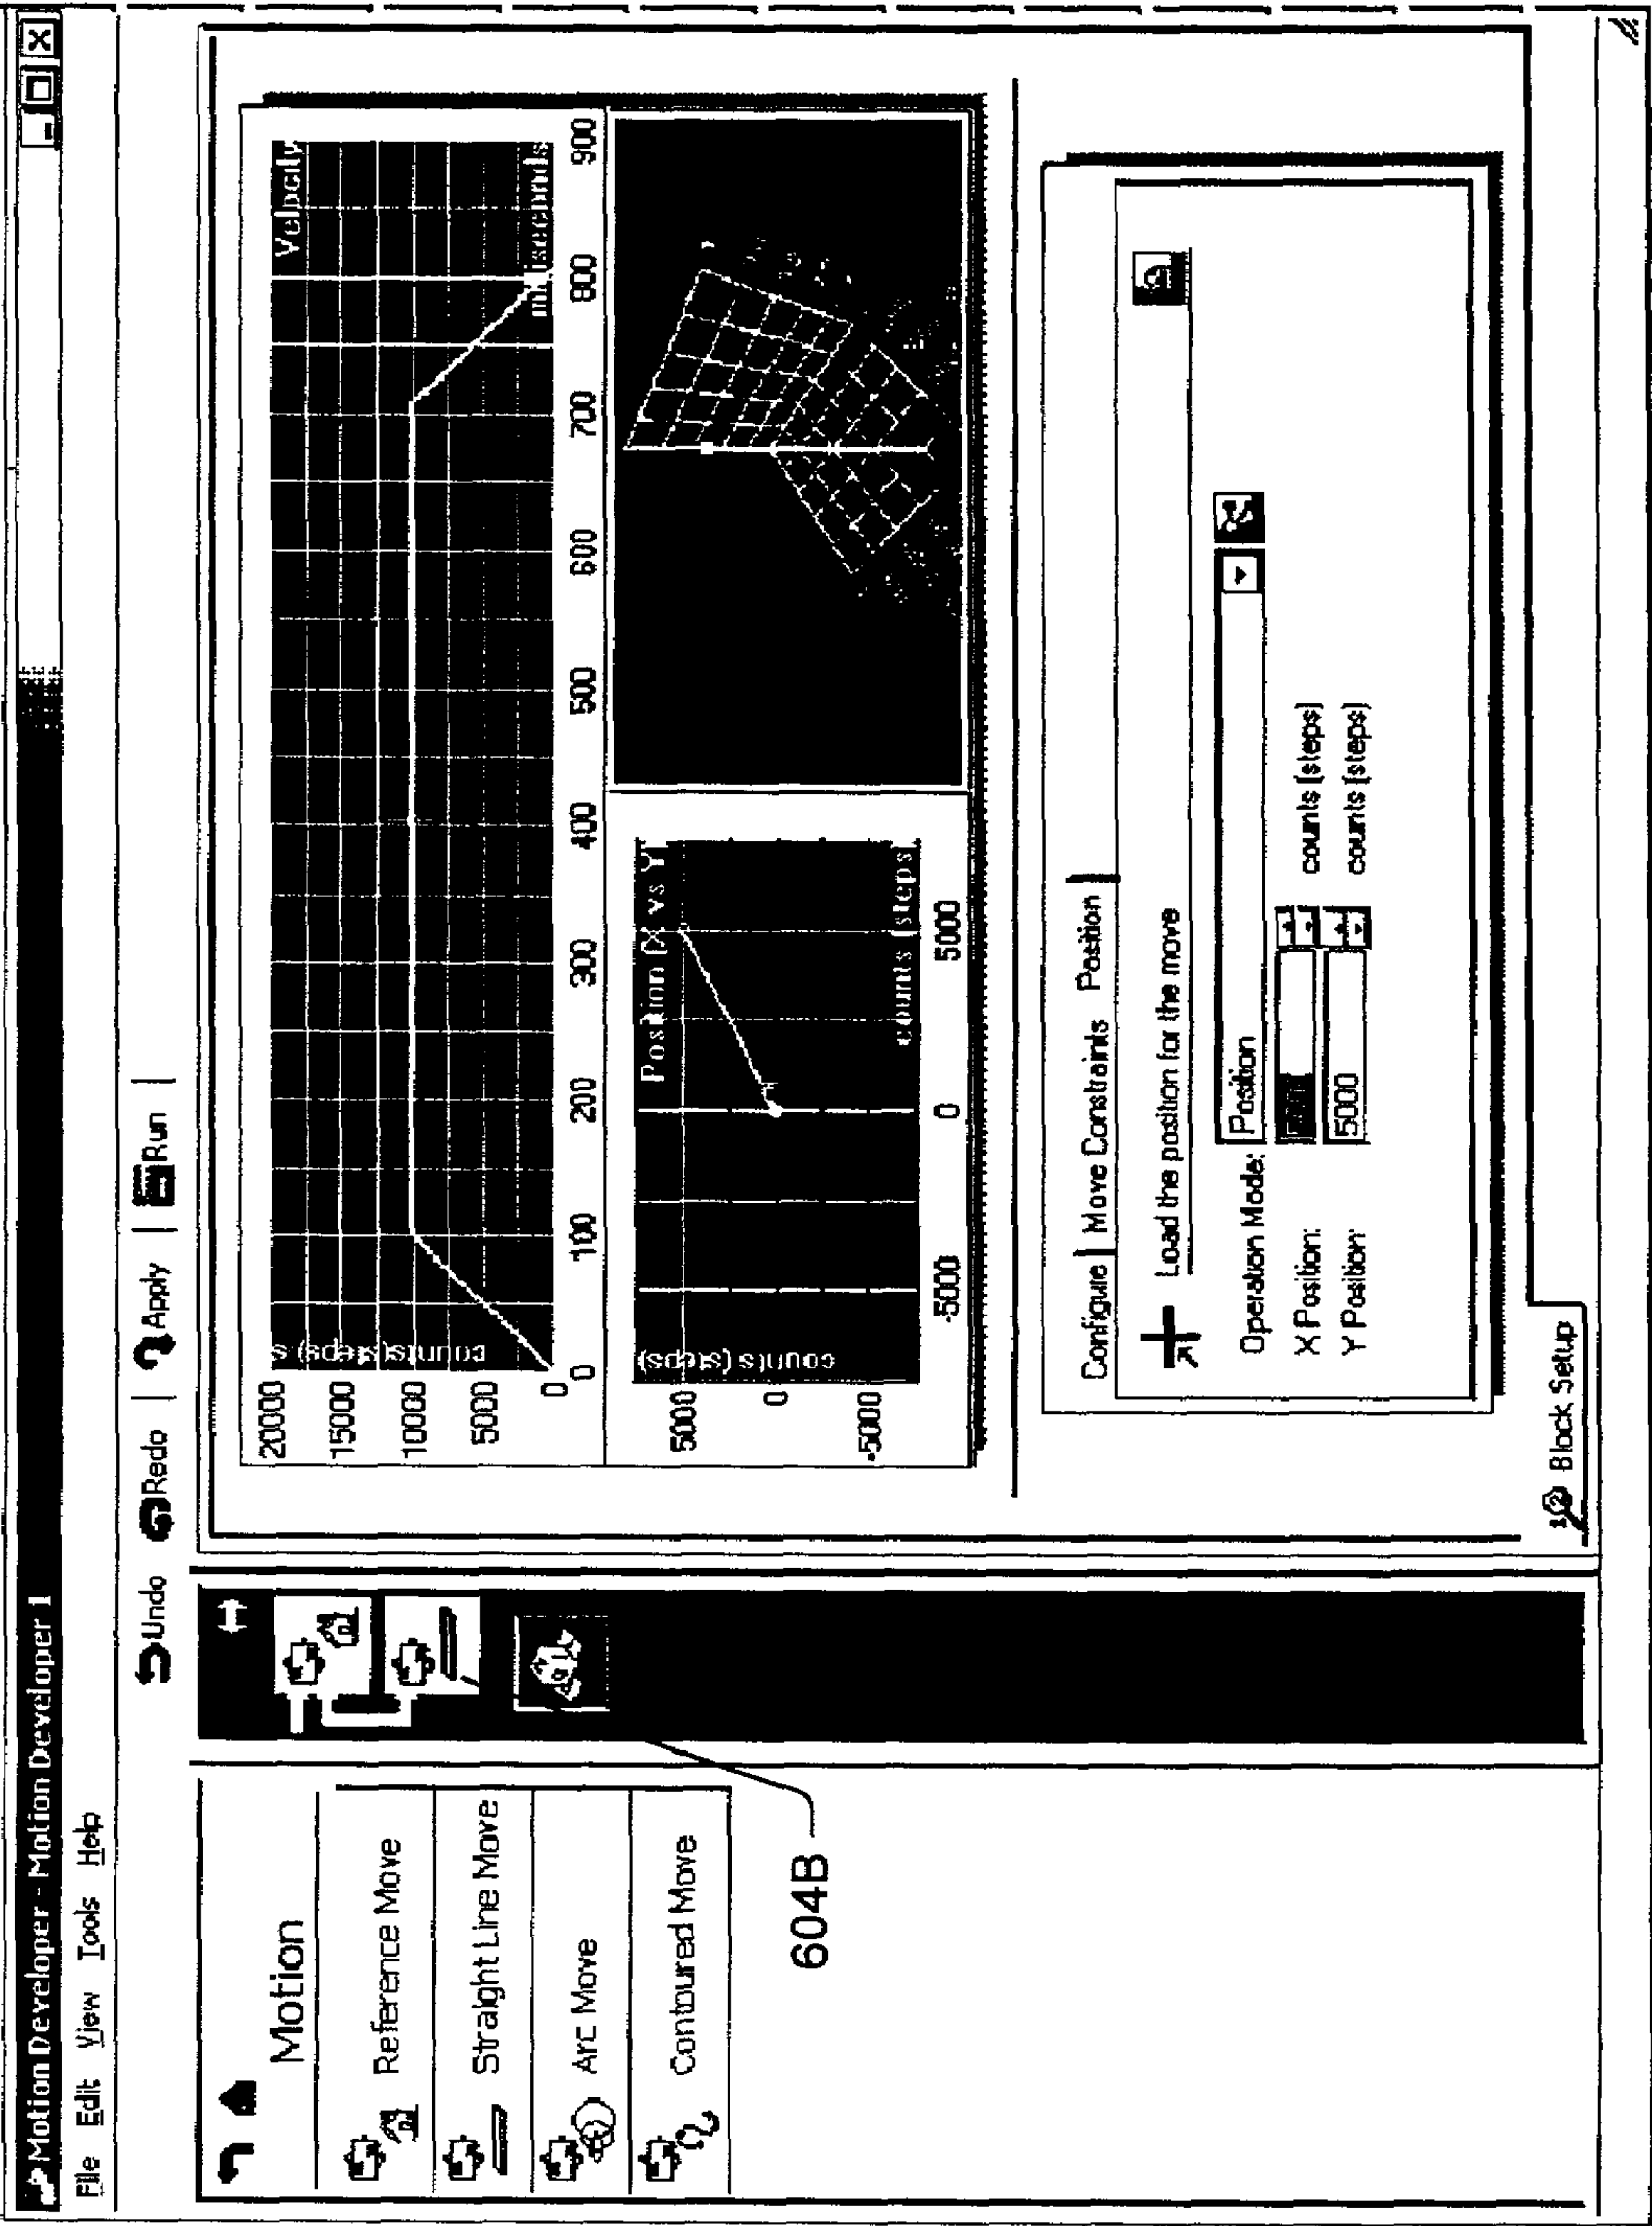 Motion Developer - Motion Developer 1
File Edit View Tools Help
Undo Redo Apply Run
Motion
Reference Move
Straight Line Move
Arc Move
Contoured Move
604B
Velocity
counts (steps) s
20000
15000
10000
5000
0
0 100 200 300 400 500 600 700 800 900
Position (X vs Y
counts (steps)
5000
0
-5000
counts (steps
-5000 0 5000
Configure Move Constraints Position
Load the position for the move
Operation Mode: Position
X Position: counts (steps)
Y Position: 5000 counts (steps)
Block Setup